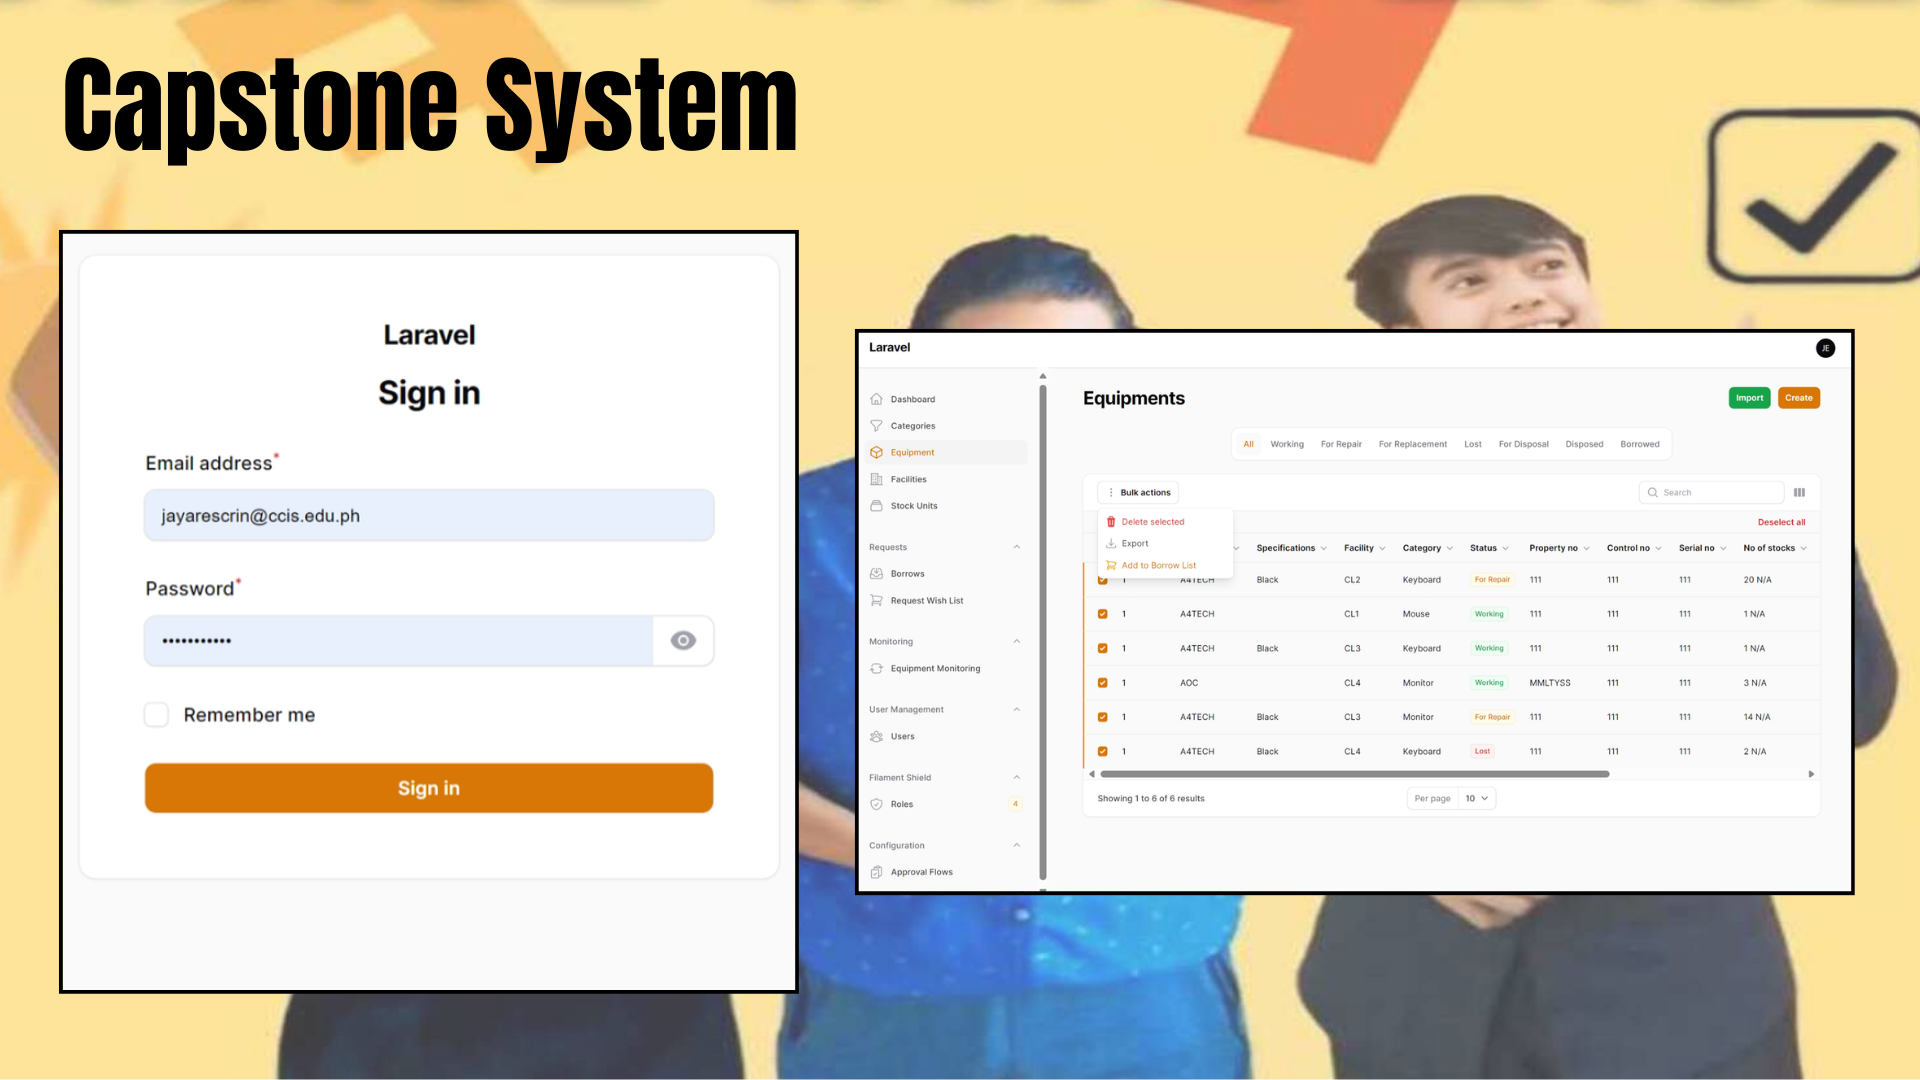 Capstone System
Laravel
Sign in
Email address*
jayarescrin@ccis.edu.ph
Password*
•••••••••••
Remember me
Sign in
Laravel
JE
Dashboard
Categories
Equipment
Facilities
Stock Units
Requests
Borrows
Request Wish List
Monitoring
Equipment Monitoring
User Management
Users
Filament Shield
Roles 4
Configuration
Approval Flows
Equipments
Import Create
All Working For Repair For Replacement Lost For Disposal Disposed Borrowed
Bulk actions
Search
Delete selected
Export
Add to Borrow List
Deselect all
Specifications Facility Category Status Property no Control no Serial no No of stocks
1 A4TECH Black CL2 Keyboard For Repair 111 111 111 20 N/A
1 A4TECH CL1 Mouse Working 111 111 111 1 N/A
1 A4TECH Black CL3 Keyboard Working 111 111 111 1 N/A
1 AOC CL4 Monitor Working MMLTYSS 111 111 3 N/A
1 A4TECH Black CL3 Monitor For Repair 111 111 111 14 N/A
1 A4TECH Black CL4 Keyboard Lost 111 111 111 2 N/A
Showing 1 to 6 of 6 results
Per page 10